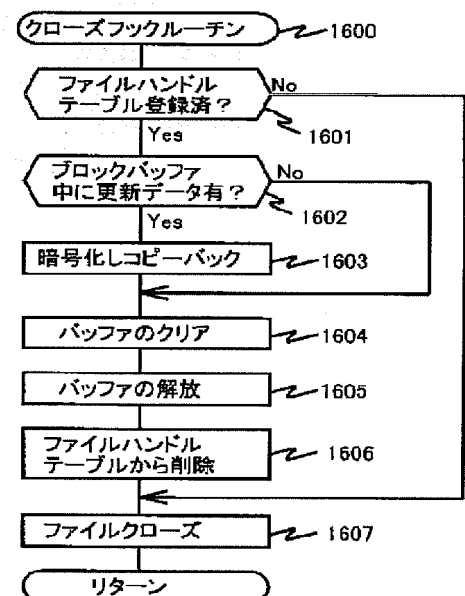 クローズフックルーチン
1600
ファイルハンドル
テーブル登録済？
No
1601
Yes
ブロックバッファ
中に更新データ有？
No
1602
Yes
暗号化しコピーバック
1603
バッファのクリア
1604
バッファの解放
1605
ファイルハンドル
テーブルから削除
1606
ファイルクローズ
1607
リターン